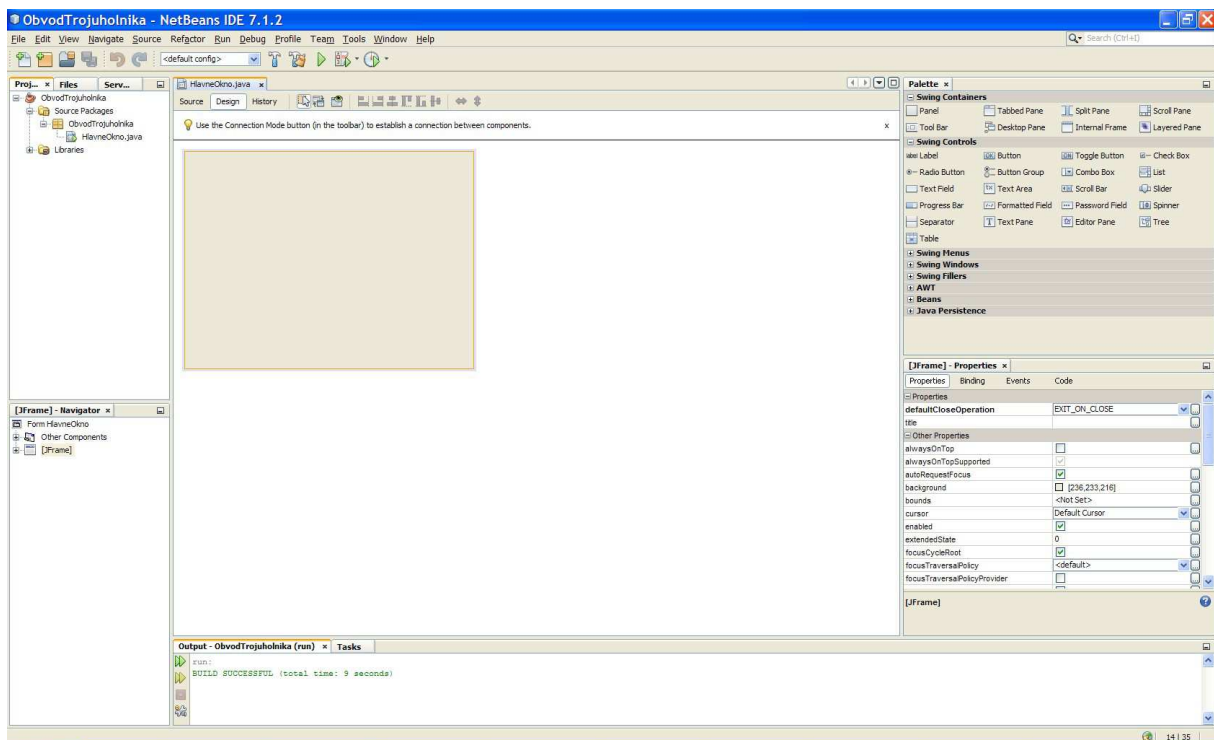 ObvodTrojuholnika - NetBeans IDE 7.1.2
File Edit View Navigate Source Refactor Run Debug Profile Team Tools Window Help
Search (Ctrl+I)
<default config>
Proj... × Files Serv...
ObvodTrojuholnika
Source Packages
ObvodTrojuholnika
HlavneOkno.java
Libraries
[JFrame] - Navigator ×
Form HlavneOkno
Other Components
[JFrame]
HlavneOkno.java ×
Source Design History
Use the Connection Mode button (in the toolbar) to establish a connection between components. x
Output - ObvodTrojuholnika (run) × Tasks
run:
BUILD SUCCESSFUL (total time: 9 seconds)
Palette ×
Swing Containers
Panel Tabbed Pane Split Pane Scroll Pane
Tool Bar Desktop Pane Internal Frame Layered Pane
Swing Controls
label Label Button Toggle Button Check Box
Radio Button Button Group Combo Box List
Text Field Text Area Scroll Bar Slider
Progress Bar Formatted Field Password Field Spinner
Separator Text Pane Editor Pane Tree
Table
Swing Menus
Swing Windows
Swing Fillers
AWT
Beans
Java Persistence
[JFrame] - Properties ×
Properties Binding Events Code
Properties
defaultCloseOperation EXIT_ON_CLOSE
title
Other Properties
alwaysOnTop
alwaysOnTopSupported
autoRequestFocus
background [236,233,216]
bounds <Not Set>
cursor Default Cursor
enabled
extendedState 0
focusCycleRoot
focusTraversalPolicy <default>
focusTraversalPolicyProvider
[JFrame]
14 | 35